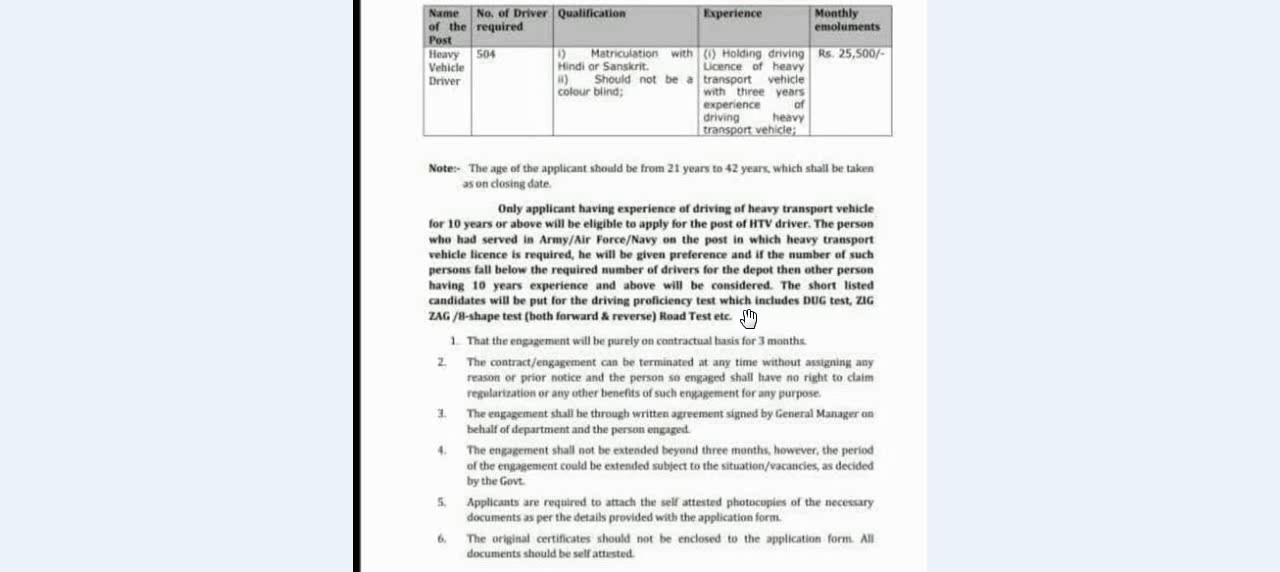 Name of the Post
No. of Driver required
Qualification
Experience
Monthly emoluments
Heavy Vehicle Driver
504
i) Matriculation with
Hindi or Sanskrit.
ii) Should not be a
colour blind;
(i) Holding driving
Licence of heavy
transport vehicle
with three years
experience of
driving heavy
transport vehicle;
Rs. 25,500/-
Note:- The age of the applicant should be from 21 years to 42 years, which shall be taken
as on closing date.
Only applicant having experience of driving of heavy transport vehicle
for 10 years or above will be eligible to apply for the post of HTV driver. The person
who had served in Army/Air Force/Navy on the post in which heavy transport
vehicle licence is required, he will be given preference and if the number of such
persons fall below the required number of drivers for the depot then other person
having 10 years experience and above will be considered. The short listed
candidates will be put for the driving proficiency test which includes DUG test, ZIG
ZAG /8-shape test (both forward & reverse) Road Test etc.
1. That the engagement will be purely on contractual basis for 3 months.
2. The contract/engagement can be terminated at any time without assigning any
reason or prior notice and the person so engaged shall have no right to claim
regularization or any other benefits of such engagement for any purpose.
3. The engagement shall be through written agreement signed by General Manager on
behalf of department and the person engaged.
4. The engagement shall not be extended beyond three months, however, the period
of the engagement could be extended subject to the situation/vacancies, as decided
by the Govt.
5. Applicants are required to attach the self attested photocopies of the necessary
documents as per the details provided with the application form.
6. The original certificates should not be enclosed to the application form. All
documents should be self attested.